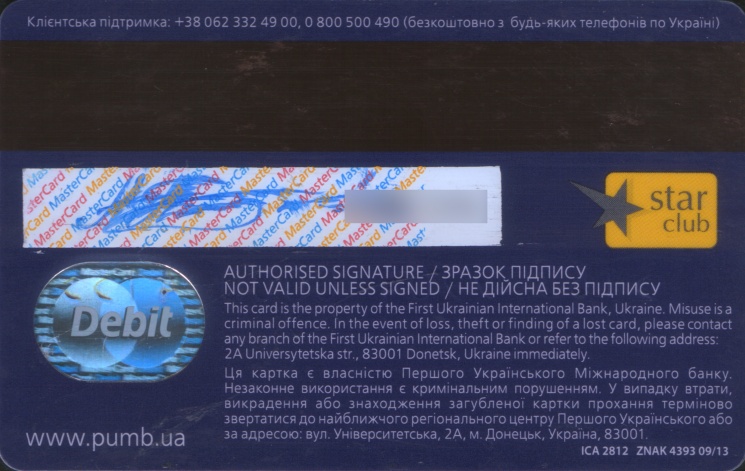 Клієнтська підтримка: +38 062 332 49 00, 0 800 500 490 (безкоштовно з будь-яких телефонів по Україні)
MasterCard MasterCard MasterCard MasterCard
star
club
AUTHORISED SIGNATURE / ЗРАЗОК ПІДПИСУ
NOT VALID UNLESS SIGNED / НЕ ДІЙСНА БЕЗ ПІДПИСУ
Debit
This card is the property of the First Ukrainian International Bank, Ukraine. Misuse is a
criminal offence. In the event of loss, theft or finding of a lost card, please contact
any branch of the First Ukrainian International Bank or refer to the following address:
2A Universytetska str., 83001 Donetsk, Ukraine immediately.
Ця картка є власністю Першого Українського Міжнародного банку.
Незаконне використання є кримінальним порушенням. У випадку втрати,
викрадення або знаходження загубленої картки прохання терміново
звертатися до найближчого регіонального центру Першого Українського або
за адресою: вул. Університетська, 2А, м. Донецьк, Україна, 83001.
www.pumb.ua
ICA 2812 ZNAK 4393 09/13